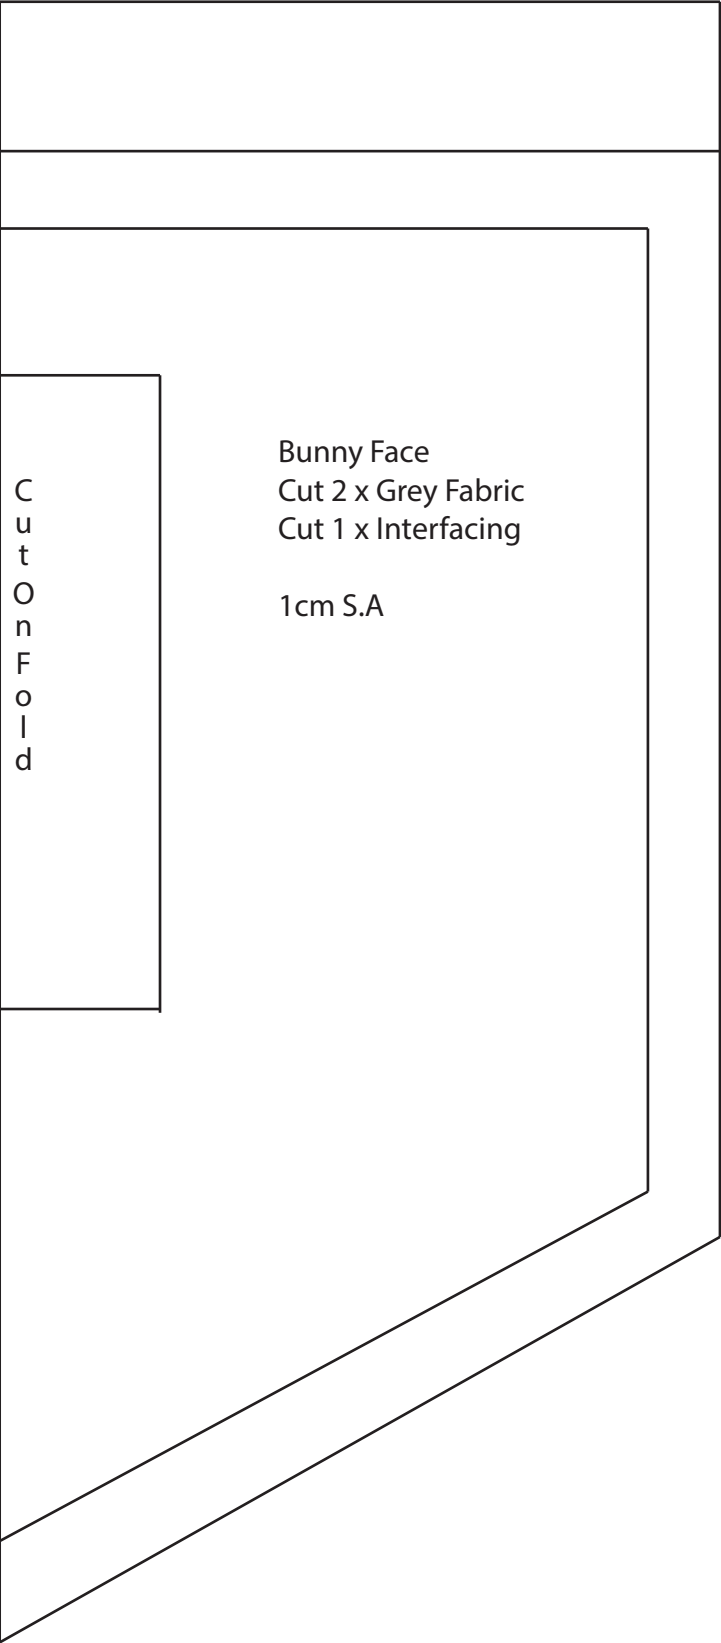 Bunny Face
Cut 2 x Grey Fabric
Cut 1 x Interfacing
1cm S.A
Cut On Fold